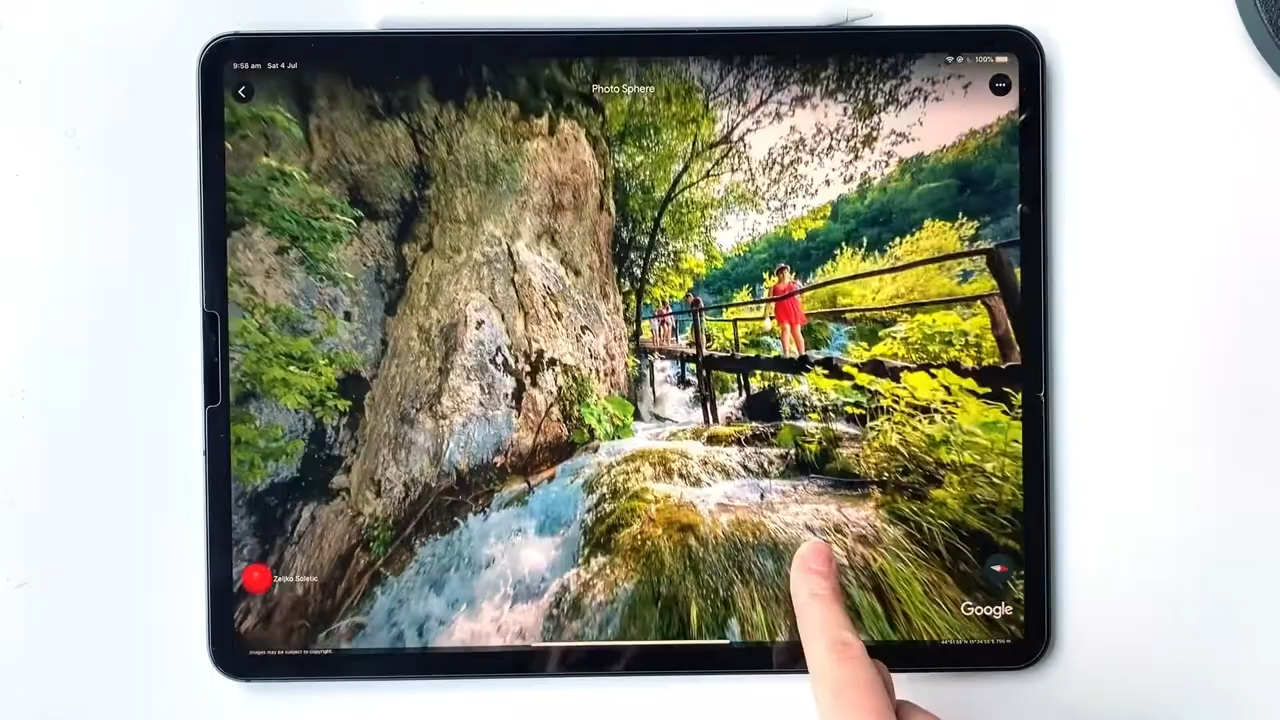 9:58 am Sat 4 Jul
100%
Photo Sphere
Zeljko Soletic
Google
Images may be subject to copyright.